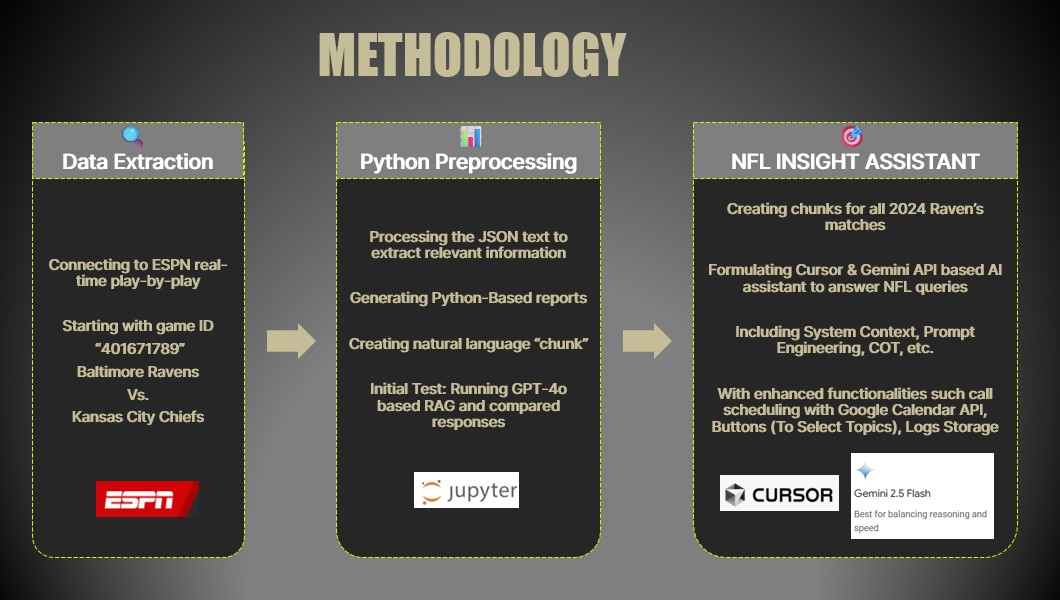 METHODOLOGY
Data Extraction
Connecting to ESPN real-
time play-by-play
Starting with game ID
“401671789”
Baltimore Ravens
Vs.
Kansas City Chiefs
ESPN
Python Preprocessing
Processing the JSON text to
extract relevant information
Generating Python-Based reports
Creating natural language “chunk”
Initial Test: Running GPT-4o
based RAG and compared
responses
jupyter
NFL INSIGHT ASSISTANT
Creating chunks for all 2024 Raven’s
matches
Formulating Cursor & Gemini API based AI
assistant to answer NFL queries
Including System Context, Prompt
Engineering, COT, etc.
With enhanced functionalities such call
scheduling with Google Calendar API,
Buttons (To Select Topics), Logs Storage
CURSOR
Gemini 2.5 Flash
Best for balancing reasoning and
speed